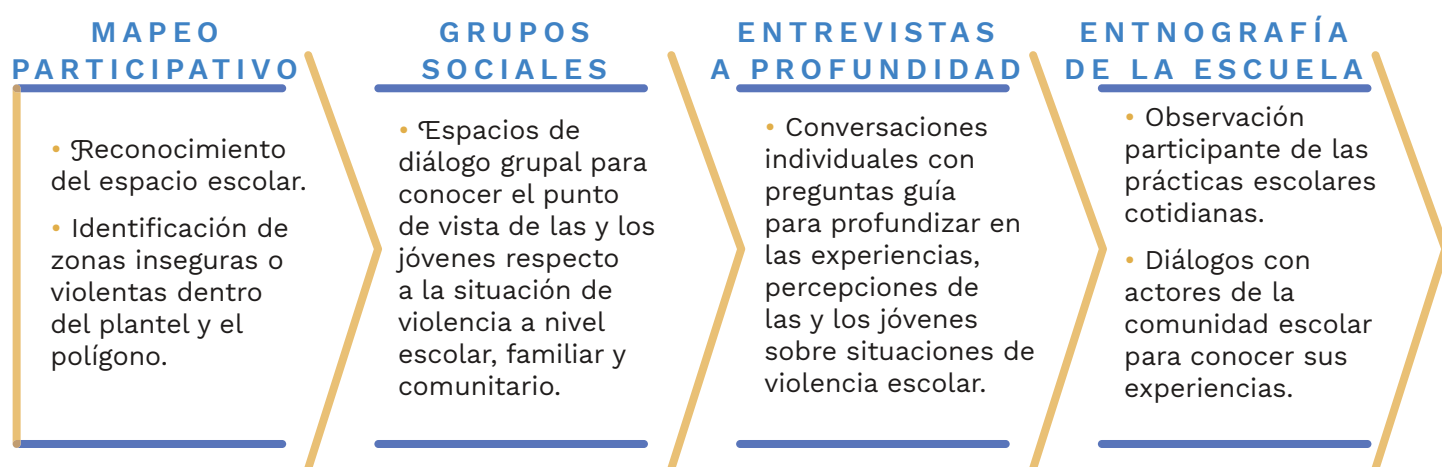 MAPEO
PARTICIPATIVO
• Reconocimiento
del espacio escolar.
• Identificación de
zonas inseguras o
violentas dentro
del plantel y el
polígono.
GRUPOS
SOCIALES
• Espacios de
diálogo grupal para
conocer el punto
de vista de las y los
jóvenes respecto
a la situación de
violencia a nivel
escolar, familiar y
comunitario.
ENTREVISTAS
A PROFUNDIDAD
• Conversaciones
individuales con
preguntas guía
para profundizar en
las experiencias,
percepciones de
las y los jóvenes
sobre situaciones de
violencia escolar.
ENTNOGRAFÍA
DE LA ESCUELA
• Observación
participante de las
prácticas escolares
cotidianas.
• Diálogos con
actores de la
comunidad escolar
para conocer sus
experiencias.